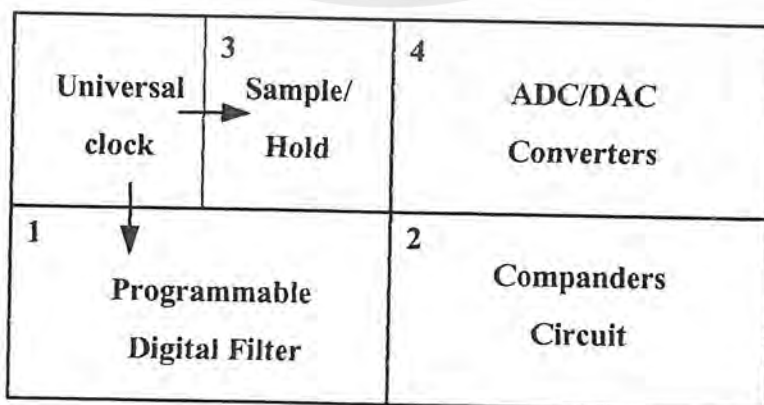 Universal
clock
3
Sample/
Hold
4
ADC/DAC
Converters
1
Programmable
Digital Filter
2
Companders
Circuit